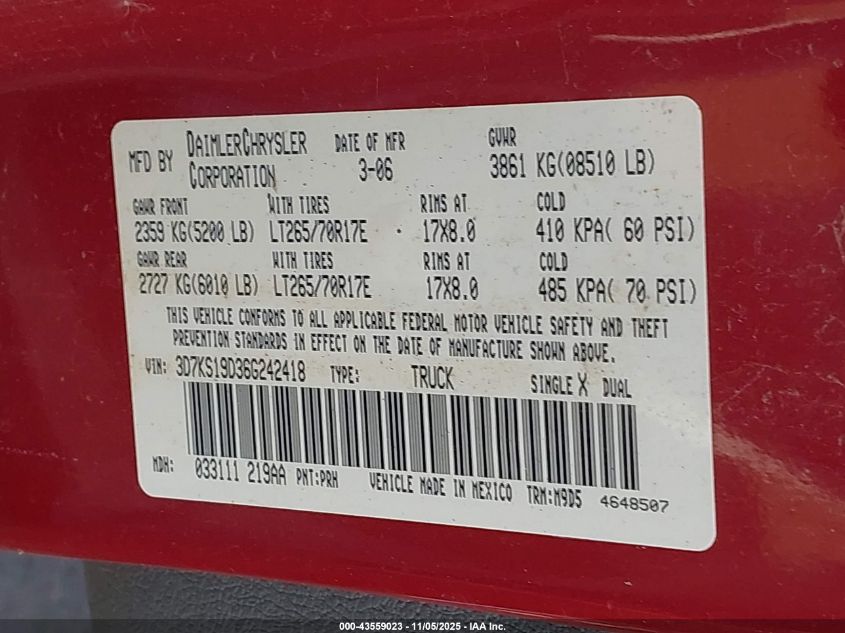 MFD BY DAIMLERCHRYSLER CORPORATION DATE OF MFR 3-06 GVWR 3861 KG(08510 LB)
GAWR FRONT WITH TIRES RIMS AT COLD
2359 KG(5200 LB) LT265/70R17E 17X8.0 410 KPA( 60 PSI)
GAWR REAR WITH TIRES RIMS AT COLD
2727 KG(6010 LB) LT265/70R17E 17X8.0 485 KPA( 70 PSI)
THIS VEHICLE CONFORMS TO ALL APPLICABLE FEDERAL MOTOR VEHICLE SAFETY AND THEFT
PREVENTION STANDARDS IN EFFECT ON THE DATE OF MANUFACTURE SHOWN ABOVE.
VIN: 3D7KS19D36G242418 TYPE: TRUCK SINGLE X DUAL
MDH: 033111 219AA PNT:PRH VEHICLE MADE IN MEXICO TRM:M9D5 4648507
000-43559023 - 11/05/2025 - IAA Inc.